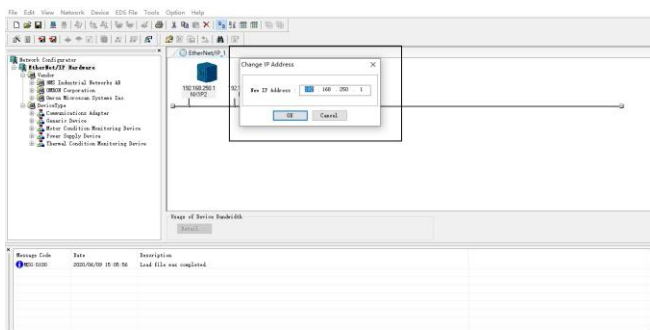 File Edit View Network Device EDS File Tools Option Help
EtherNet/IP_1
Network Configurator
EtherNet/IP Hardware
Vendor
HMS Industrial Networks AB
OMRON Corporation
Omron Microscan Systems Inc.
DeviceType
Communications Adapter
Generic Device
Motor Condition Monitoring Device
Power Supply Device
Thermal Condition Monitoring Device
192.168.250.1
NX1P2
Change IP Address
New IP Address : 192 . 168 . 250 . 1
OK Cancel
Usage of Device Bandwidth
Detail...
Message Code Date Description
MSG:0100 2020/06/09 15:05:56 Load file was completed.